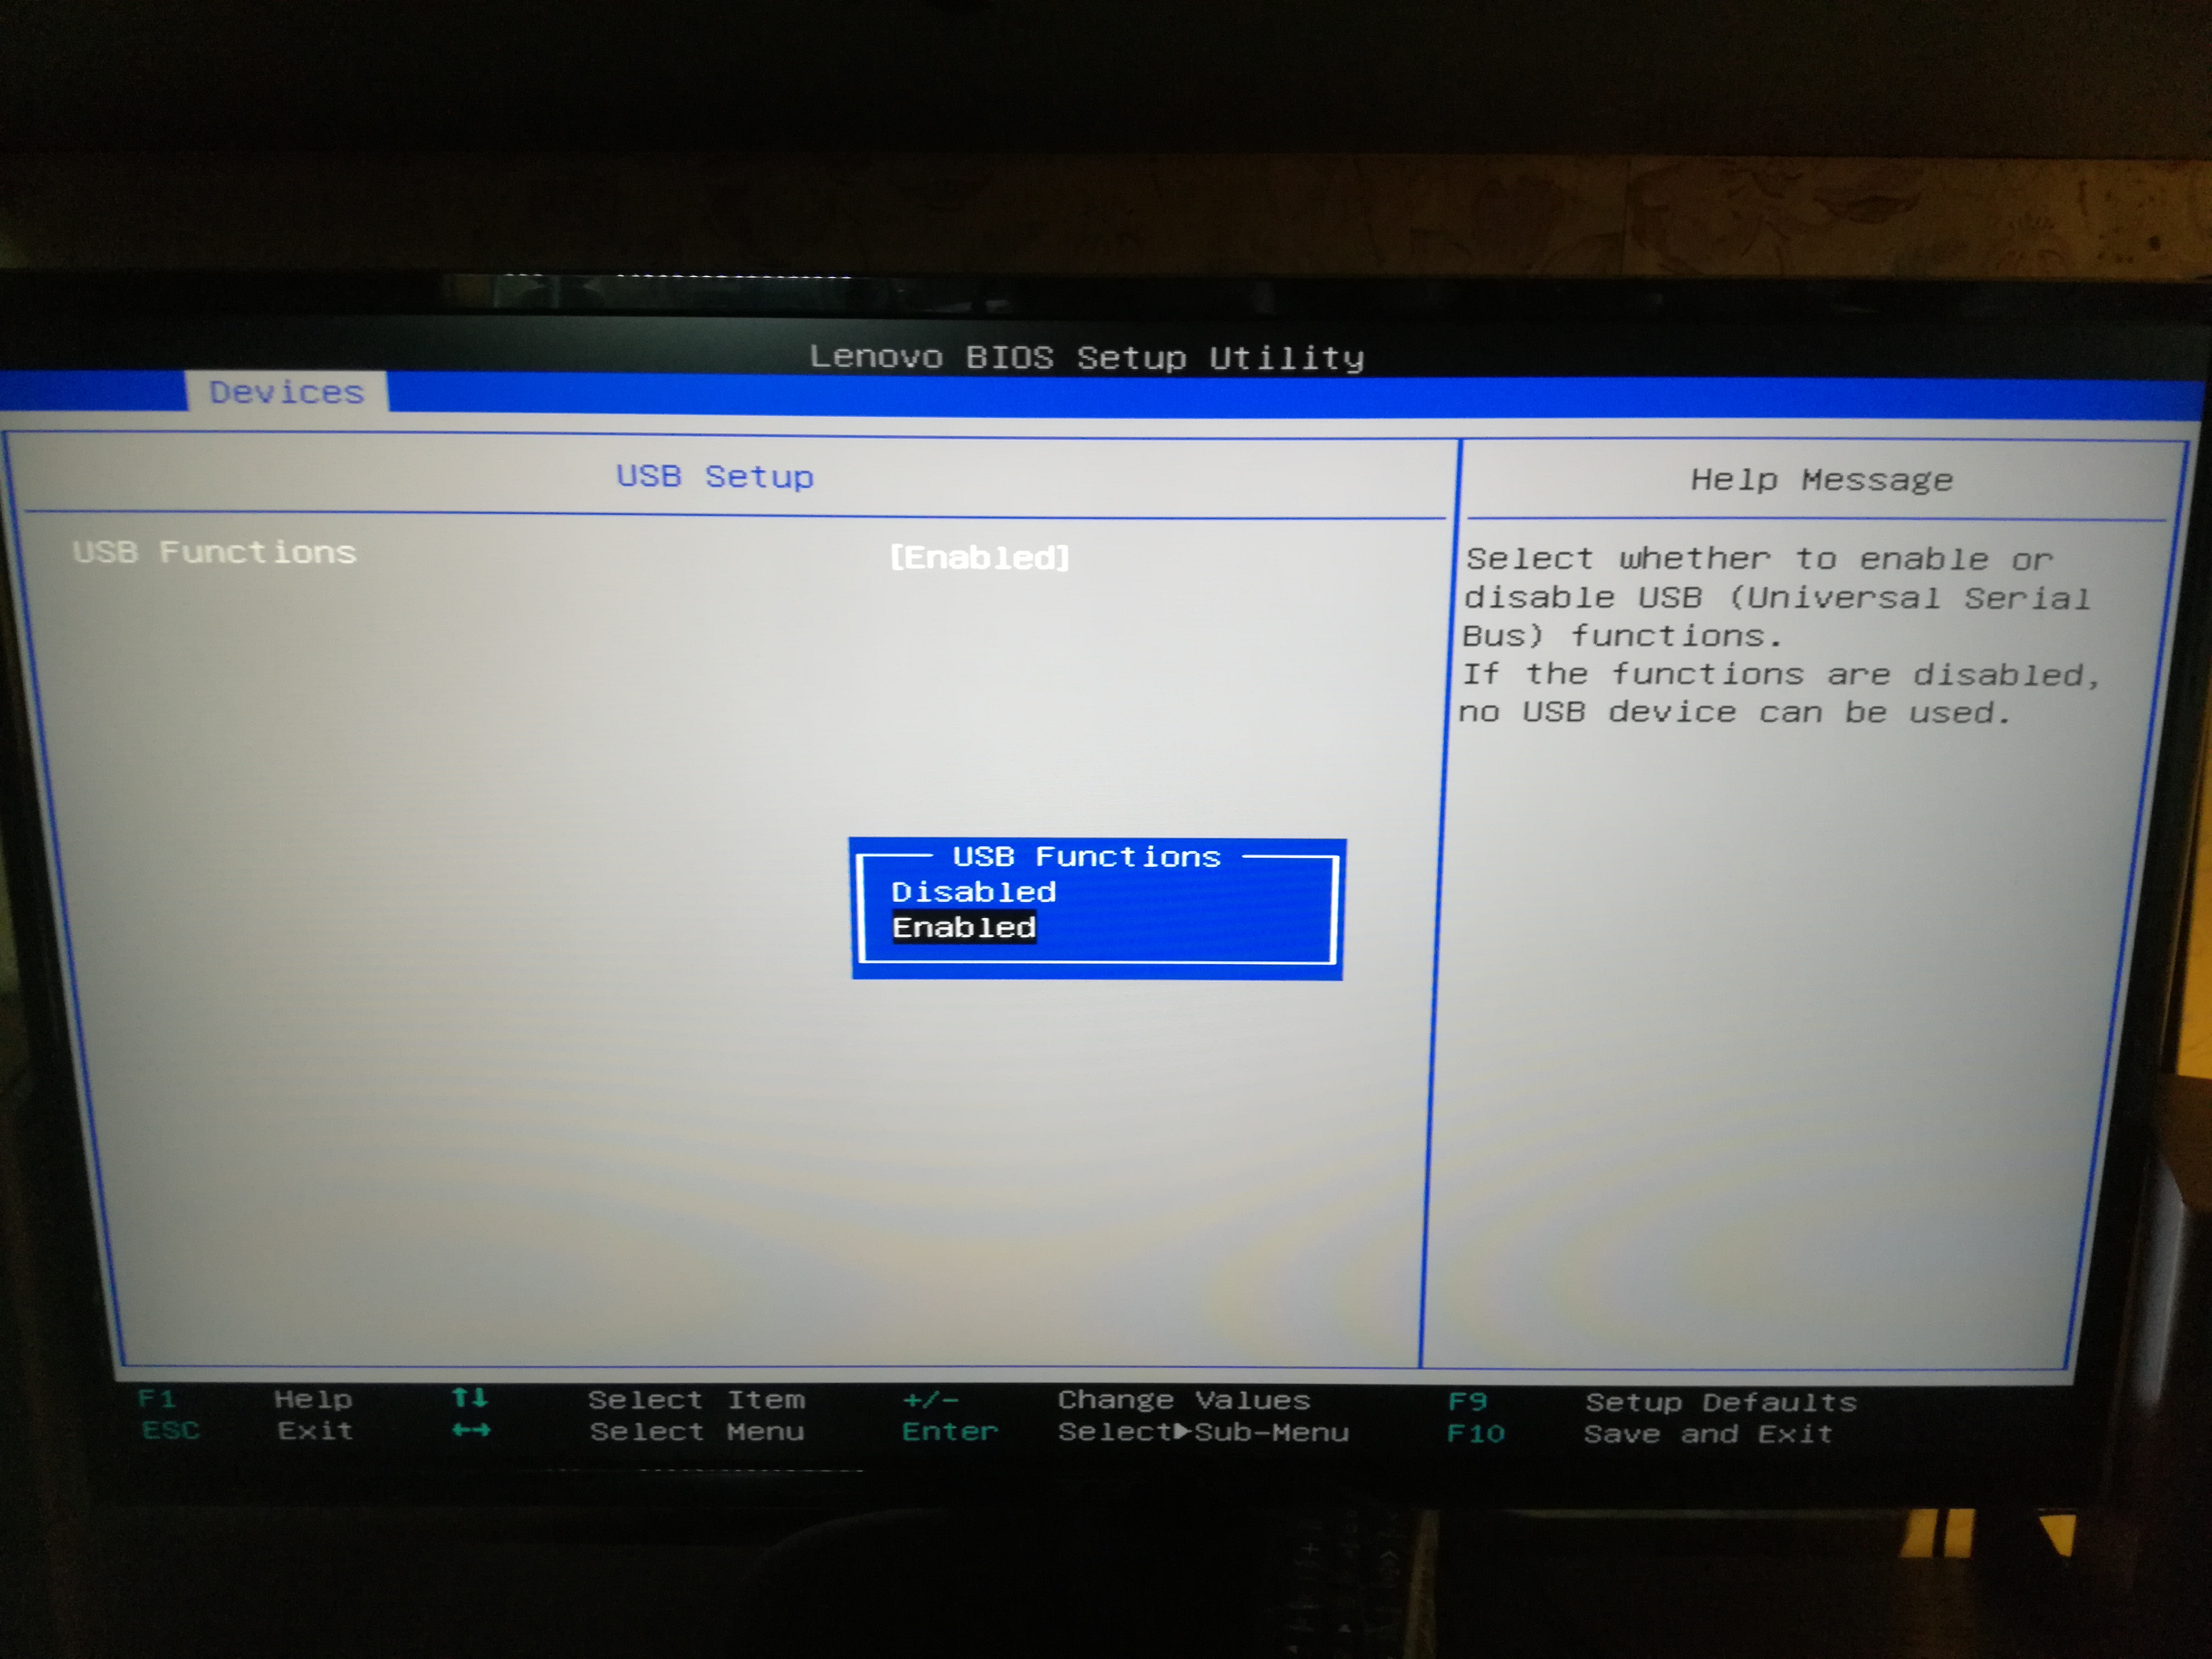 Lenovo BIOS Setup Utility
Devices
USB Setup
USB Functions [Enabled]
USB Functions
Disabled
Enabled
Help Message
Select whether to enable or
disable USB (Universal Serial
Bus) functions.
If the functions are disabled,
no USB device can be used.
F1 Help ↑↓ Select Item +/- Change Values F9 Setup Defaults
ESC Exit ↔ Select Menu Enter Select▶Sub-Menu F10 Save and Exit